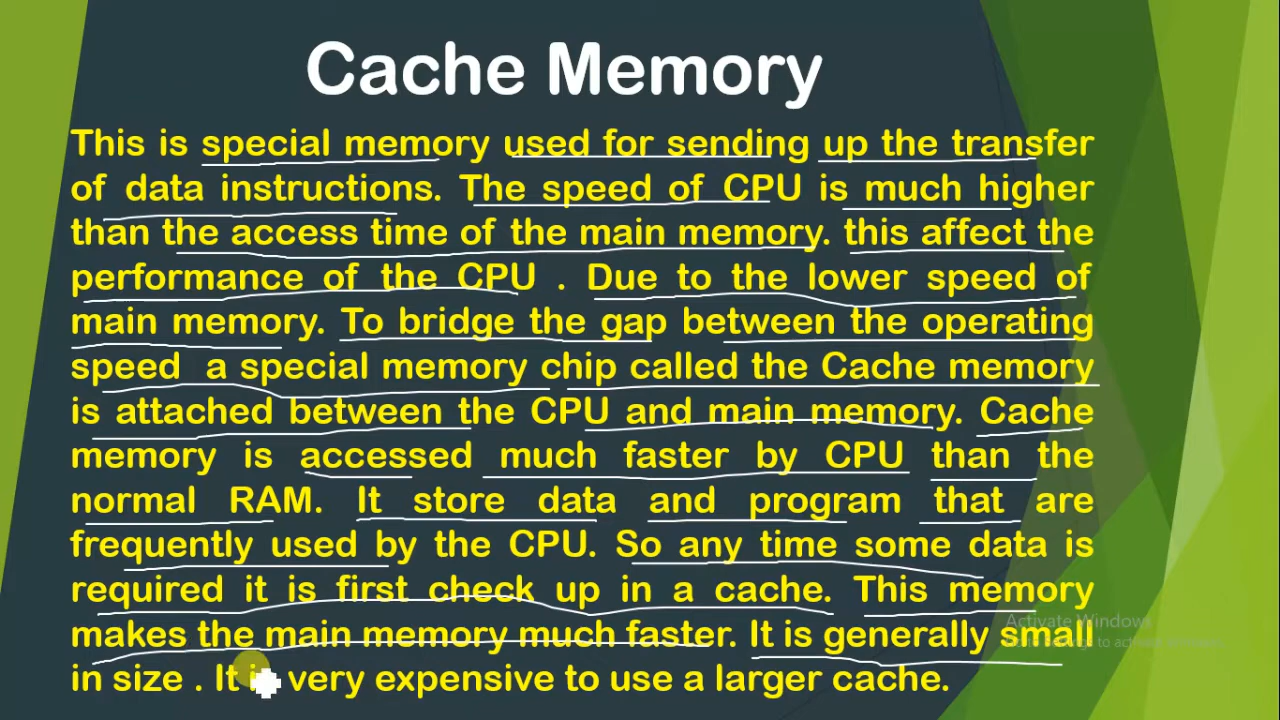 Cache Memory
This is special memory used for sending up the transfer
of data instructions. The speed of CPU is much higher
than the access time of the main memory. this affect the
performance of the CPU . Due to the lower speed of
main memory. To bridge the gap between the operating
speed a special memory chip called the Cache memory
is attached between the CPU and main memory. Cache
memory is accessed much faster by CPU than the
normal RAM. It store data and program that are
frequently used by the CPU. So any time some data is
required it is first check up in a cache. This memory
Activate Windows
makes the main memory much faster. It is generally small
in size . It very expensive to use a larger cache.